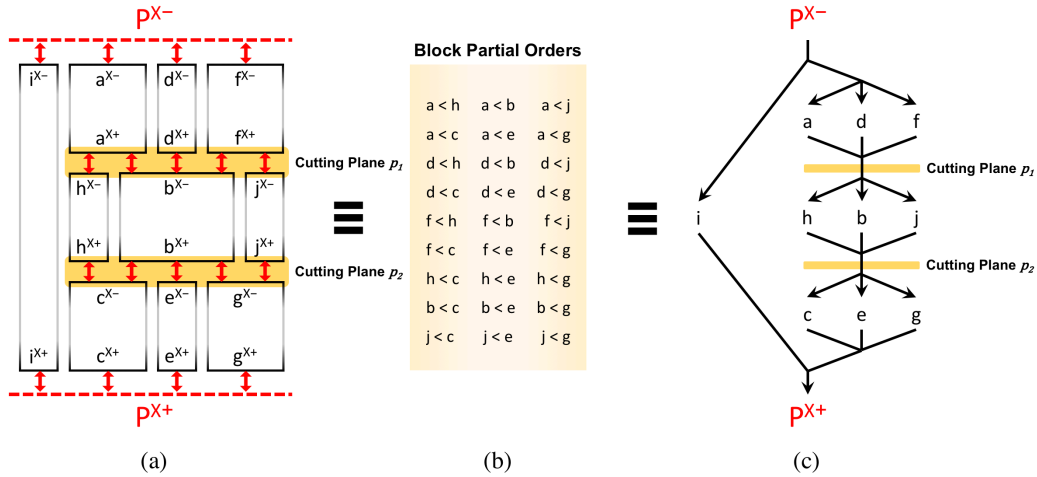 P^X−
i^X− a^X− d^X− f^X−
a^X+ d^X+ f^X+
Cutting Plane p₁
h^X− b^X− j^X−
h^X+ b^X+ j^X+
Cutting Plane p₂
c^X− e^X− g^X−
i^X+ c^X+ e^X+ g^X+
P^X+
(a)
≡
Block Partial Orders
a < h a < b a < j
a < c a < e a < g
d < h d < b d < j
d < c d < e d < g
f < h f < b f < j
f < c f < e f < g
h < c h < e h < g
b < c b < e b < g
j < c j < e j < g
(b)
≡
P^X−
a d f
Cutting Plane p₁
i h b j
Cutting Plane p₂
c e g
P^X+
(c)